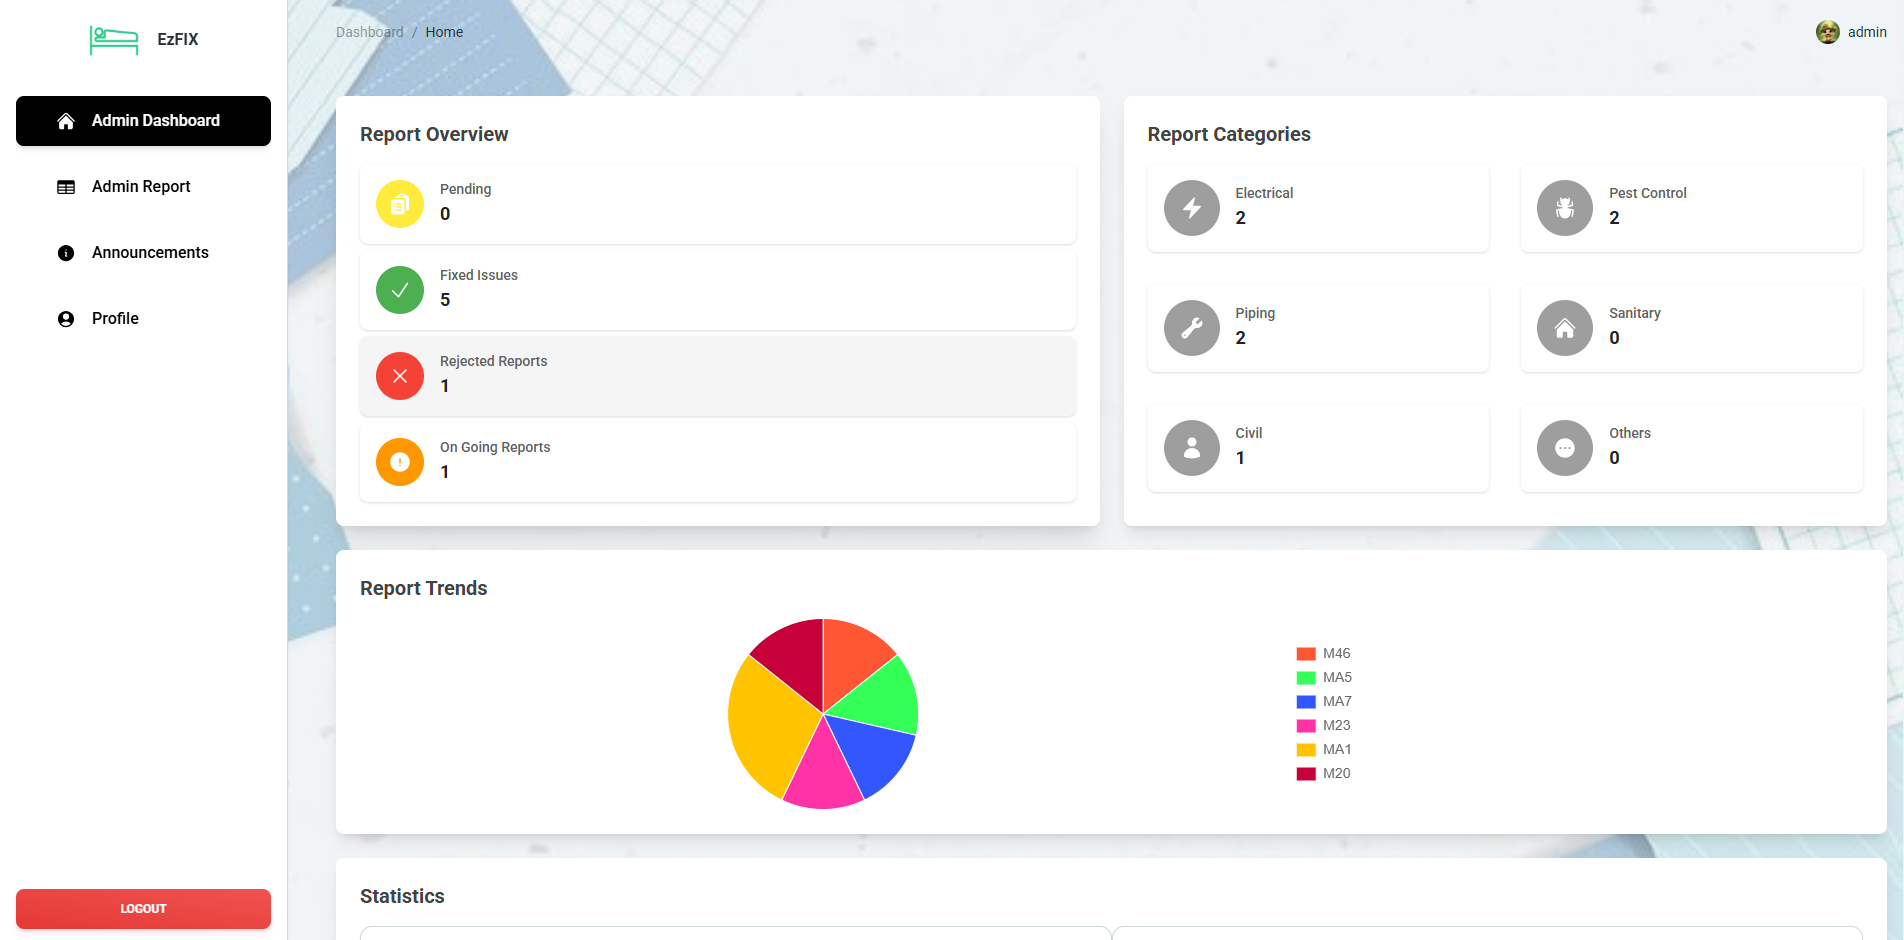 EzFIX
Admin Dashboard
Admin Report
Announcements
Profile
LOGOUT
Dashboard / Home
admin
Report Overview
Pending
0
Fixed Issues
5
Rejected Reports
1
On Going Reports
1
Report Categories
Electrical
2
Pest Control
2
Piping
2
Sanitary
0
Civil
1
Others
0
Report Trends
M46
MA5
MA7
M23
MA1
M20
Statistics